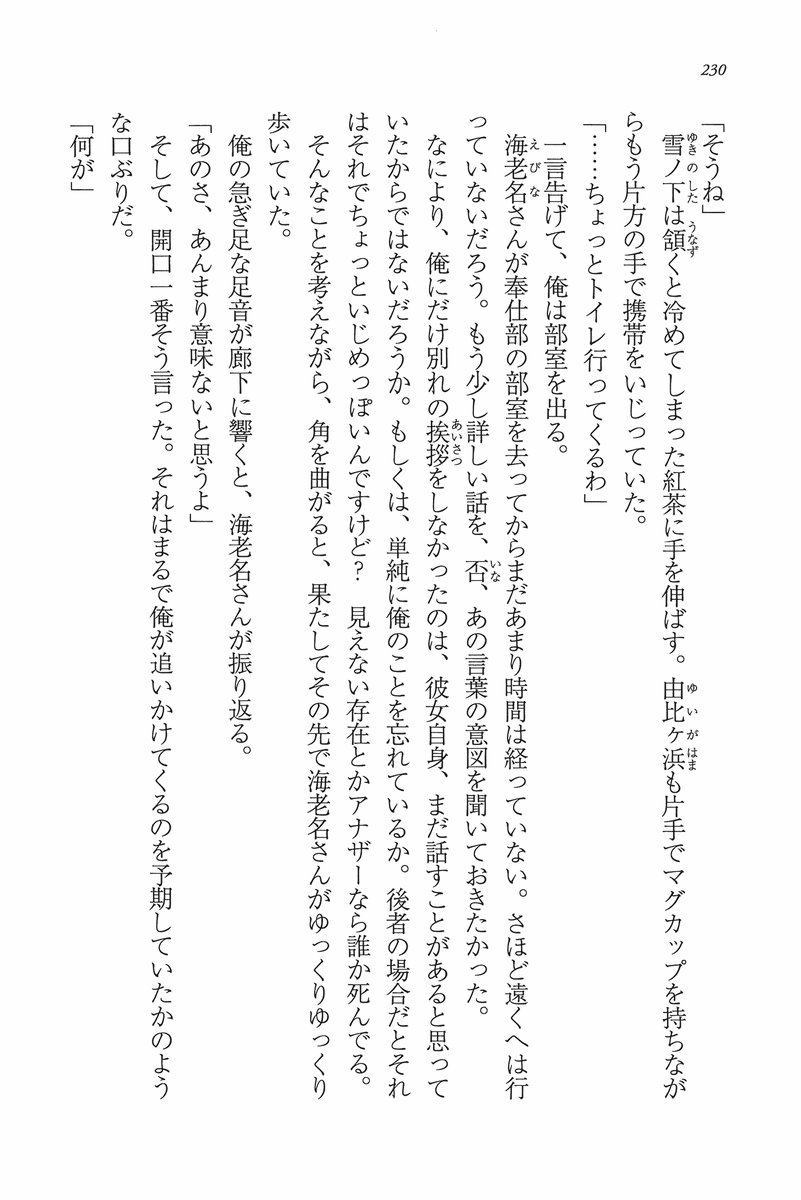 230
「そうね」
雪ノ下は頷くと冷めてしまった紅茶に手を伸ばす。由比ヶ浜も片手でマグカップを持ちなが
らもう片方の手で携帯をいじっていた。
「……ちょっとトイレ行ってくるわ」
一言告げて、俺は部室を出る。
海老名さんが奉仕部の部室を去ってからまだあまり時間は経っていない。さほど遠くへは行
っていないだろう。もう少し詳しい話を、否、あの言葉の意図を聞いておきたかった。
なにより、俺にだけ別れの挨拶をしなかったのは、彼女自身、まだ話すことがあると思って
いたからではないだろうか。もしくは、単純に俺のことを忘れているか。後者の場合だとそれ
はそれでちょっといじめっぽいんですけど？　見えない存在とかアナザーなら誰か死んでる。
そんなことを考えながら、角を曲がると、果たしてその先で海老名さんがゆっくりゆっくり
歩いていた。
俺の急ぎ足な足音が廊下に響くと、海老名さんが振り返る。
「あのさ、あんまり意味ないと思うよ」
そして、開口一番そう言った。それはまるで俺が追いかけてくるのを予期していたかのよう
な口ぶりだ。
「何が」